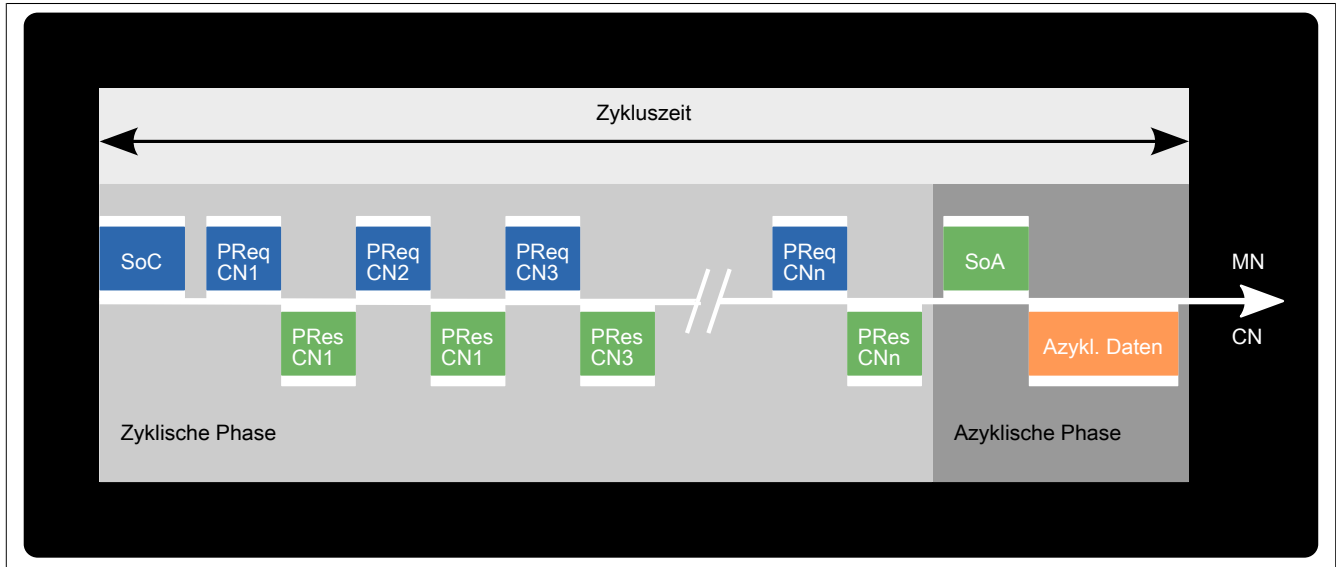 Zykluszeit
SoC
PReq
CN1
PReq
CN2
PReq
CN3
PReq
CNn
SoA
MN
PRes
CN1
PRes
CN1
PRes
CN3
PRes
CNn
Azykl. Daten
CN
Zyklische Phase
Azyklische Phase